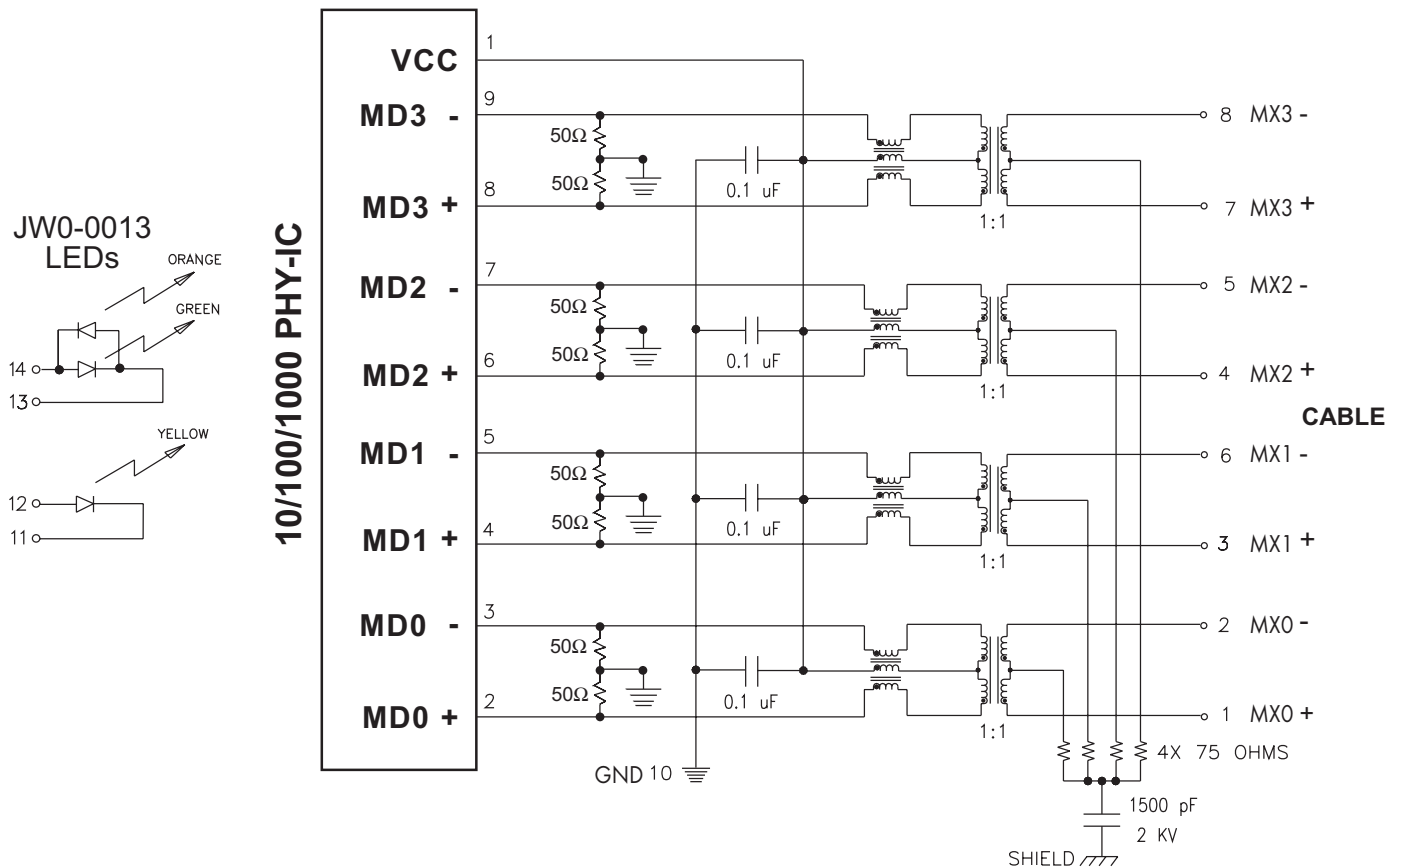 JW0-0013
LEDs
ORANGE
GREEN
14
13
YELLOW
12
11
10/100/1000 PHY-IC
VCC
1
MD3 -
9
50Ω
50Ω
MD3 +
8
0.1 uF
1:1
8 MX3 -
7 MX3 +
MD2 -
7
50Ω
50Ω
MD2 +
6
0.1 uF
1:1
5 MX2 -
4 MX2 +
CABLE
MD1 -
5
50Ω
50Ω
MD1 +
4
0.1 uF
1:1
6 MX1 -
3 MX1 +
MD0 -
3
50Ω
50Ω
MD0 +
2
0.1 uF
1:1
2 MX0 -
1 MX0 +
GND 10
4X 75 OHMS
1500 pF
2 KV
SHIELD